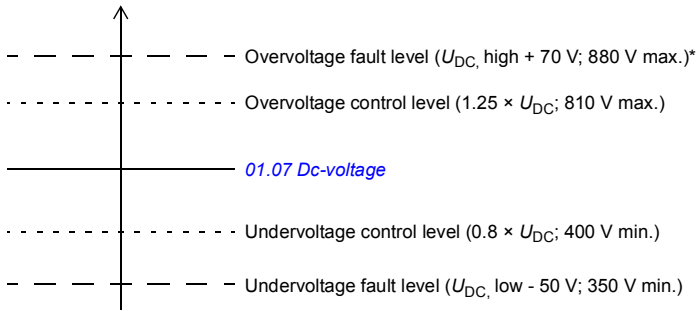 Overvoltage fault level (UDC, high + 70 V; 880 V max.)*
Overvoltage control level (1.25 × UDC; 810 V max.)
01.07 Dc-voltage
Undervoltage control level (0.8 × UDC; 400 V min.)
Undervoltage fault level (UDC, low - 50 V; 350 V min.)